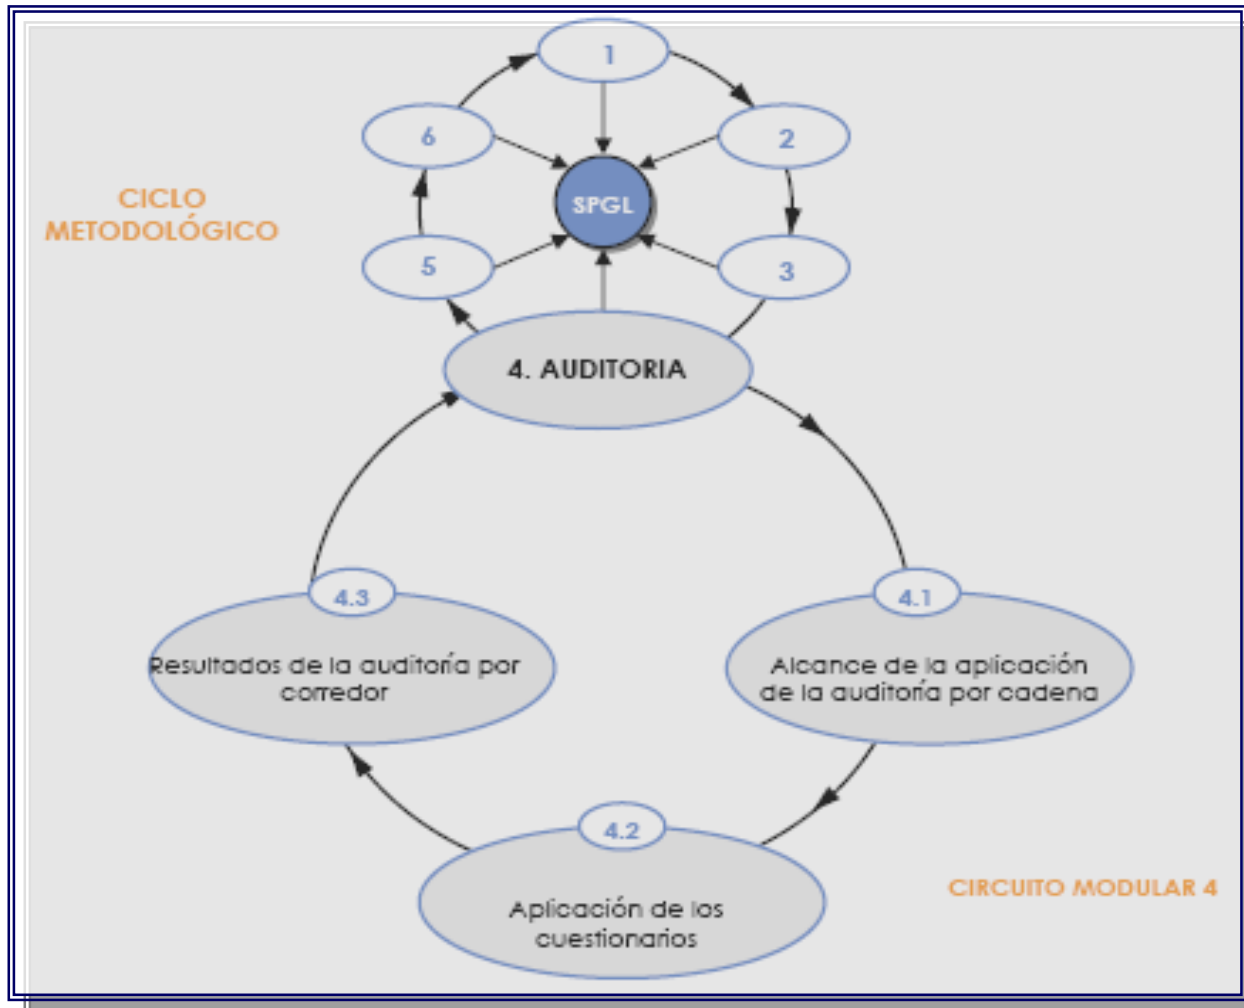 1
6
2
CICLO
METODOLÓGICO
SPGL
5
3
4. AUDITORIA
4.3
4.1
Resultados de la auditoría por
corredor
Alcance de la aplicación
de la auditoría por cadena
4.2
Aplicación de los
cuestionarios
CIRCUITO MODULAR 4